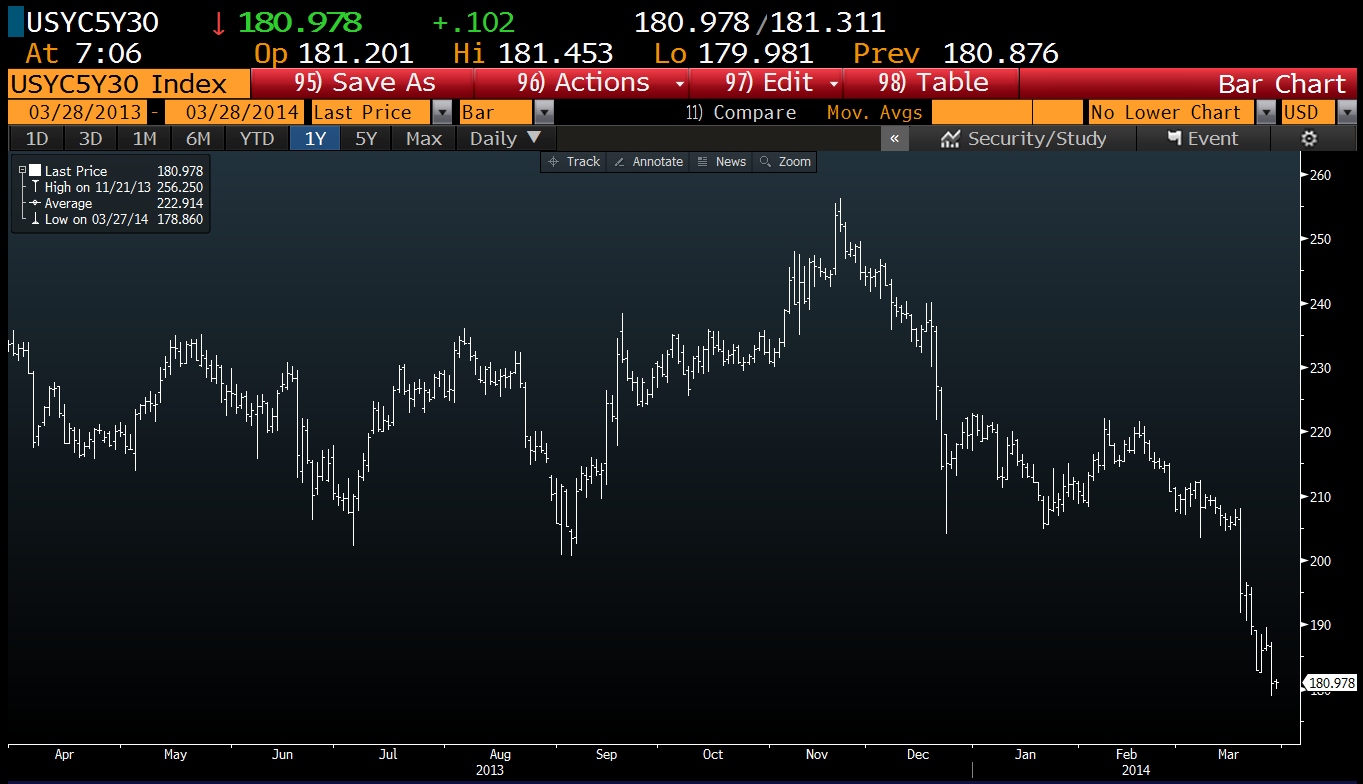 USYC5Y30 ↓ 180.978 +.102 180.978/181.311
At 7:06 Op 181.201 Hi 181.453 Lo 179.981 Prev 180.876
USYC5Y30 Index 95) Save As 96) Actions 97) Edit 98) Table Bar Chart
03/28/2013 - 03/28/2014 Last Price Bar 11) Compare Mov. Avgs No Lower Chart USD
1D 3D 1M 6M YTD 1Y 5Y Max Daily ▼ « Security/Study Event
Track Annotate News Zoom
Last Price 180.978
High on 11/21/13 256.250
Average 222.914
Low on 03/27/14 178.860
260
250
240
230
220
210
200
190
180.978
180
Apr May Jun Jul Aug Sep Oct Nov Dec Jan Feb Mar
2013 2014